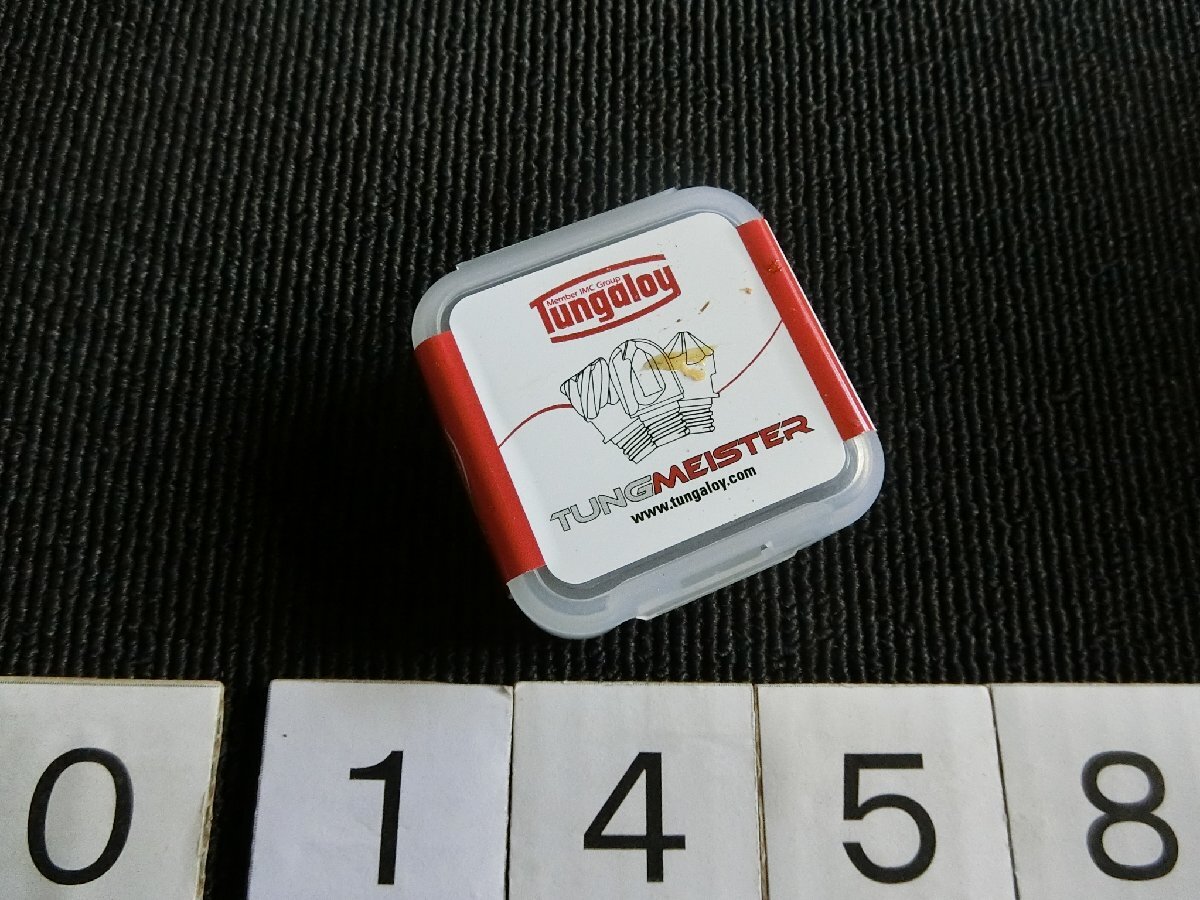 Member IMC Group
Tungaloy
TUNGMEISTER
www.tungaloy.com
0 1 4 5 8